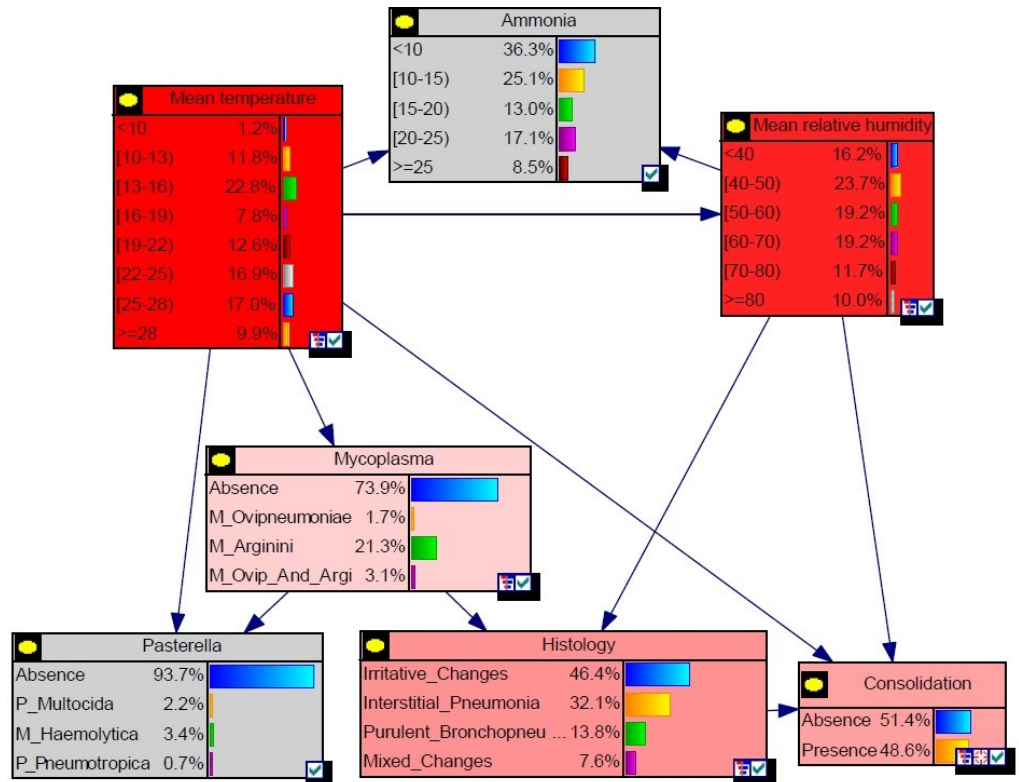 Ammonia
<10 36.3%
[10-15) 25.1%
[15-20) 13.0%
[20-25) 17.1%
>=25 8.5%
Mean temperature
<10 1.2%
[10-13) 11.8%
[13-16) 22.8%
[16-19) 7.8%
[19-22) 12.6%
[22-25) 16.9%
[25-28) 17.0%
>=28 9.9%
Mean relative humidity
<40 16.2%
[40-50) 23.7%
[50-60) 19.2%
[60-70) 19.2%
[70-80) 11.7%
>=80 10.0%
Mycoplasma
Absence 73.9%
M_Ovipneumoniae 1.7%
M_Arginini 21.3%
M_Ovip_And_Argi 3.1%
Pasterella
Absence 93.7%
P_Multocida 2.2%
M_Haemolytica 3.4%
P_Pneumotropica 0.7%
Histology
Irritative_Changes 46.4%
Interstitial_Pneumonia 32.1%
Purulent_Bronchopneu ... 13.8%
Mixed_Changes 7.6%
Consolidation
Absence 51.4%
Presence 48.6%